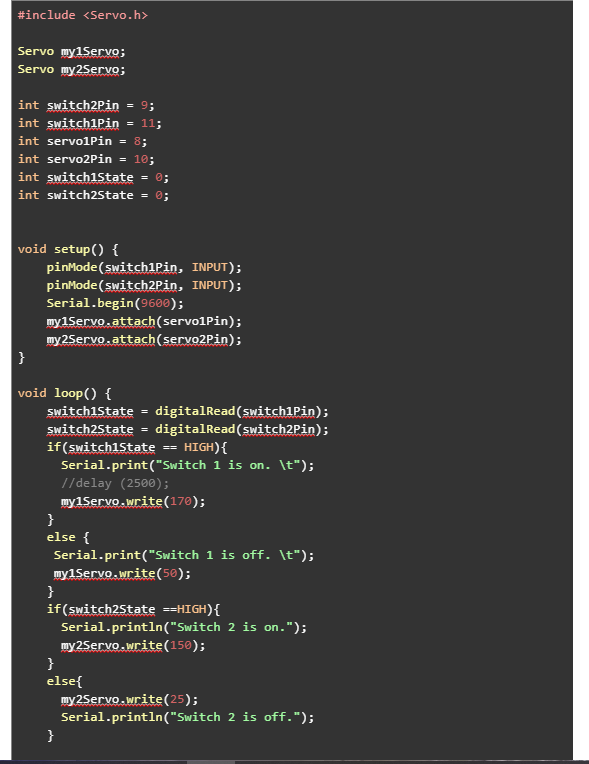 #include <Servo.h>
Servo my1Servo;
Servo my2Servo;
int switch2Pin = 9;
int switch1Pin = 11;
int servo1Pin = 8;
int servo2Pin = 10;
int switch1State = 0;
int switch2State = 0;
void setup() {
pinMode(switch1Pin, INPUT);
pinMode(switch2Pin, INPUT);
Serial.begin(9600);
my1Servo.attach(servo1Pin);
my2Servo.attach(servo2Pin);
}
void loop() {
switch1State = digitalRead(switch1Pin);
switch2State = digitalRead(switch2Pin);
if(switch1State == HIGH){
Serial.print("Switch 1 is on. \t");
//delay (2500);
my1Servo.write(170);
}
else {
Serial.print("Switch 1 is off. \t");
my1Servo.write(50);
}
if(switch2State ==HIGH){
Serial.println("Switch 2 is on.");
my2Servo.write(150);
}
else{
my2Servo.write(25);
Serial.println("Switch 2 is off.");
}